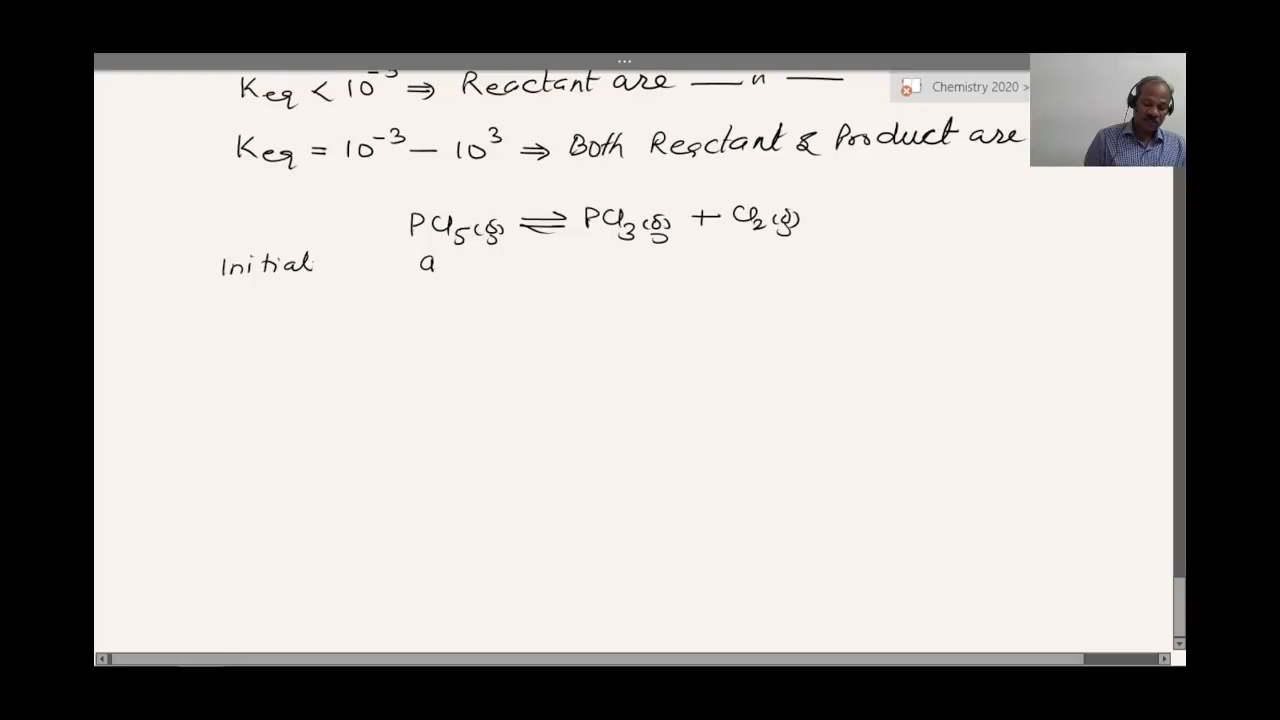 Keq < 10⁻³ ⇒ Reactant are —— " ——
Chemistry 2020 >
Keq = 10⁻³ — 10³ ⇒ Both Reactant & Product are
PCl₅(g) ⇌ PCl₃(g) + Cl₂(g)
Initial a